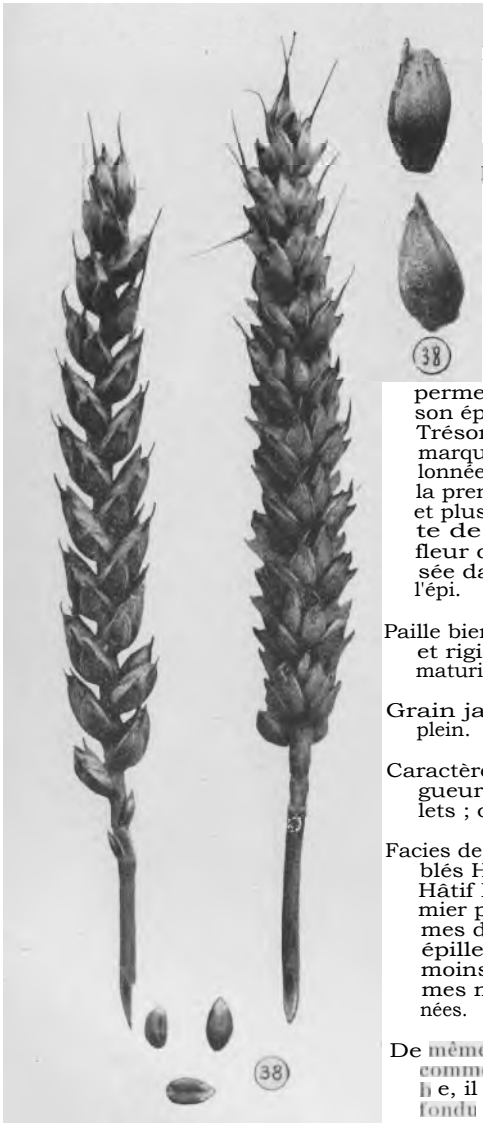 38
perme
son ép
Trésor
marqu
lonnée
la pren
et plus
te de
fleur d
sée da
l'épi.
Paille bien
et rigi
maturi
Grain ja
plein.
Caractère
gueur
lets ; c
Facies de
blés H
Hâtif
mier p
mes d
épille
moins
mes n
nées.
De même
comme
be, il
fondu
38